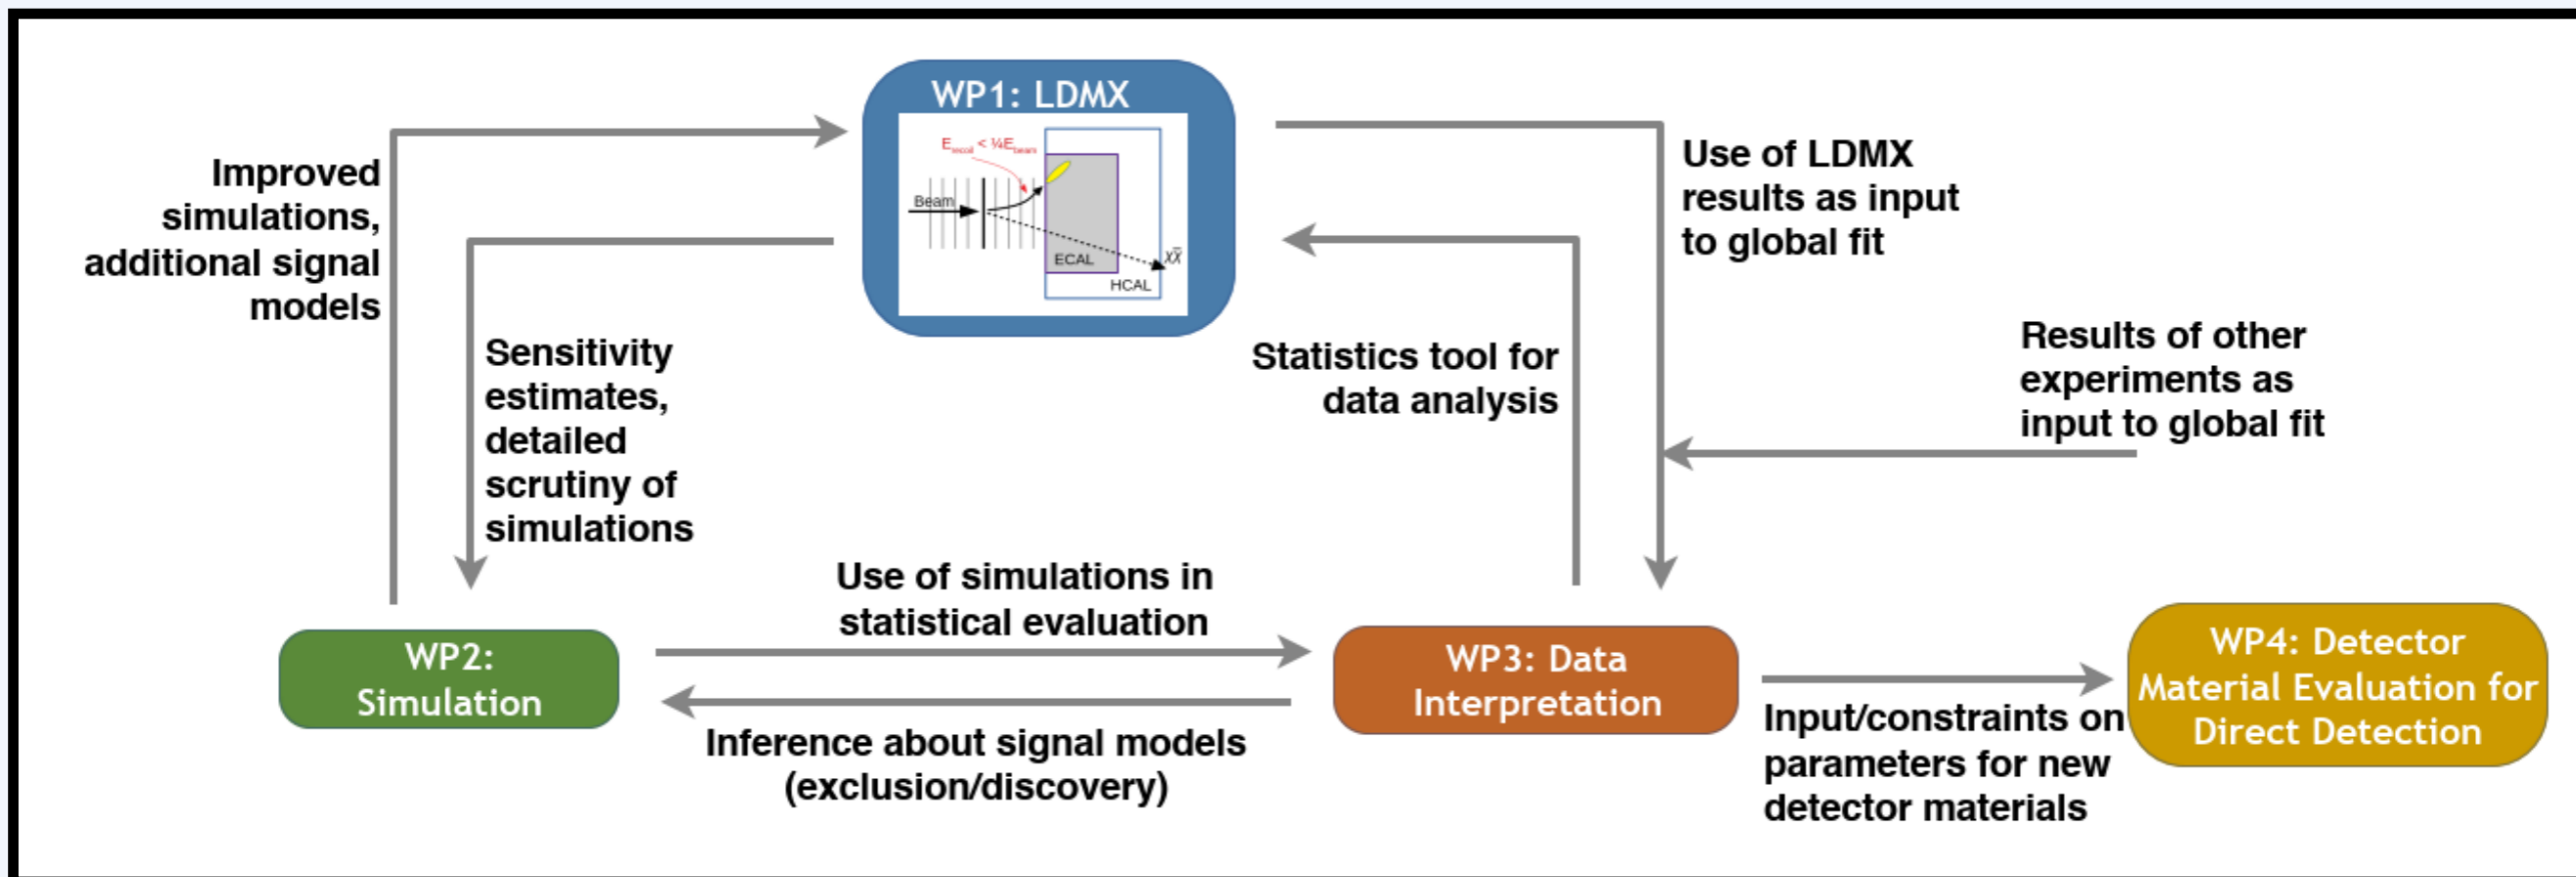 WP1: LDMX
E_recoil < ¼E_beam
Beam
ECAL
HCAL
χχ̄
Improved
simulations,
additional signal
models
Sensitivity
estimates,
detailed
scrutiny of
simulations
Use of LDMX
results as input
to global fit
Statistics tool for
data analysis
Results of other
experiments as
input to global fit
Use of simulations in
statistical evaluation
Inference about signal models
(exclusion/discovery)
WP2:
Simulation
WP3: Data
Interpretation
Input/constraints on
parameters for new
detector materials
WP4: Detector
Material Evaluation for
Direct Detection